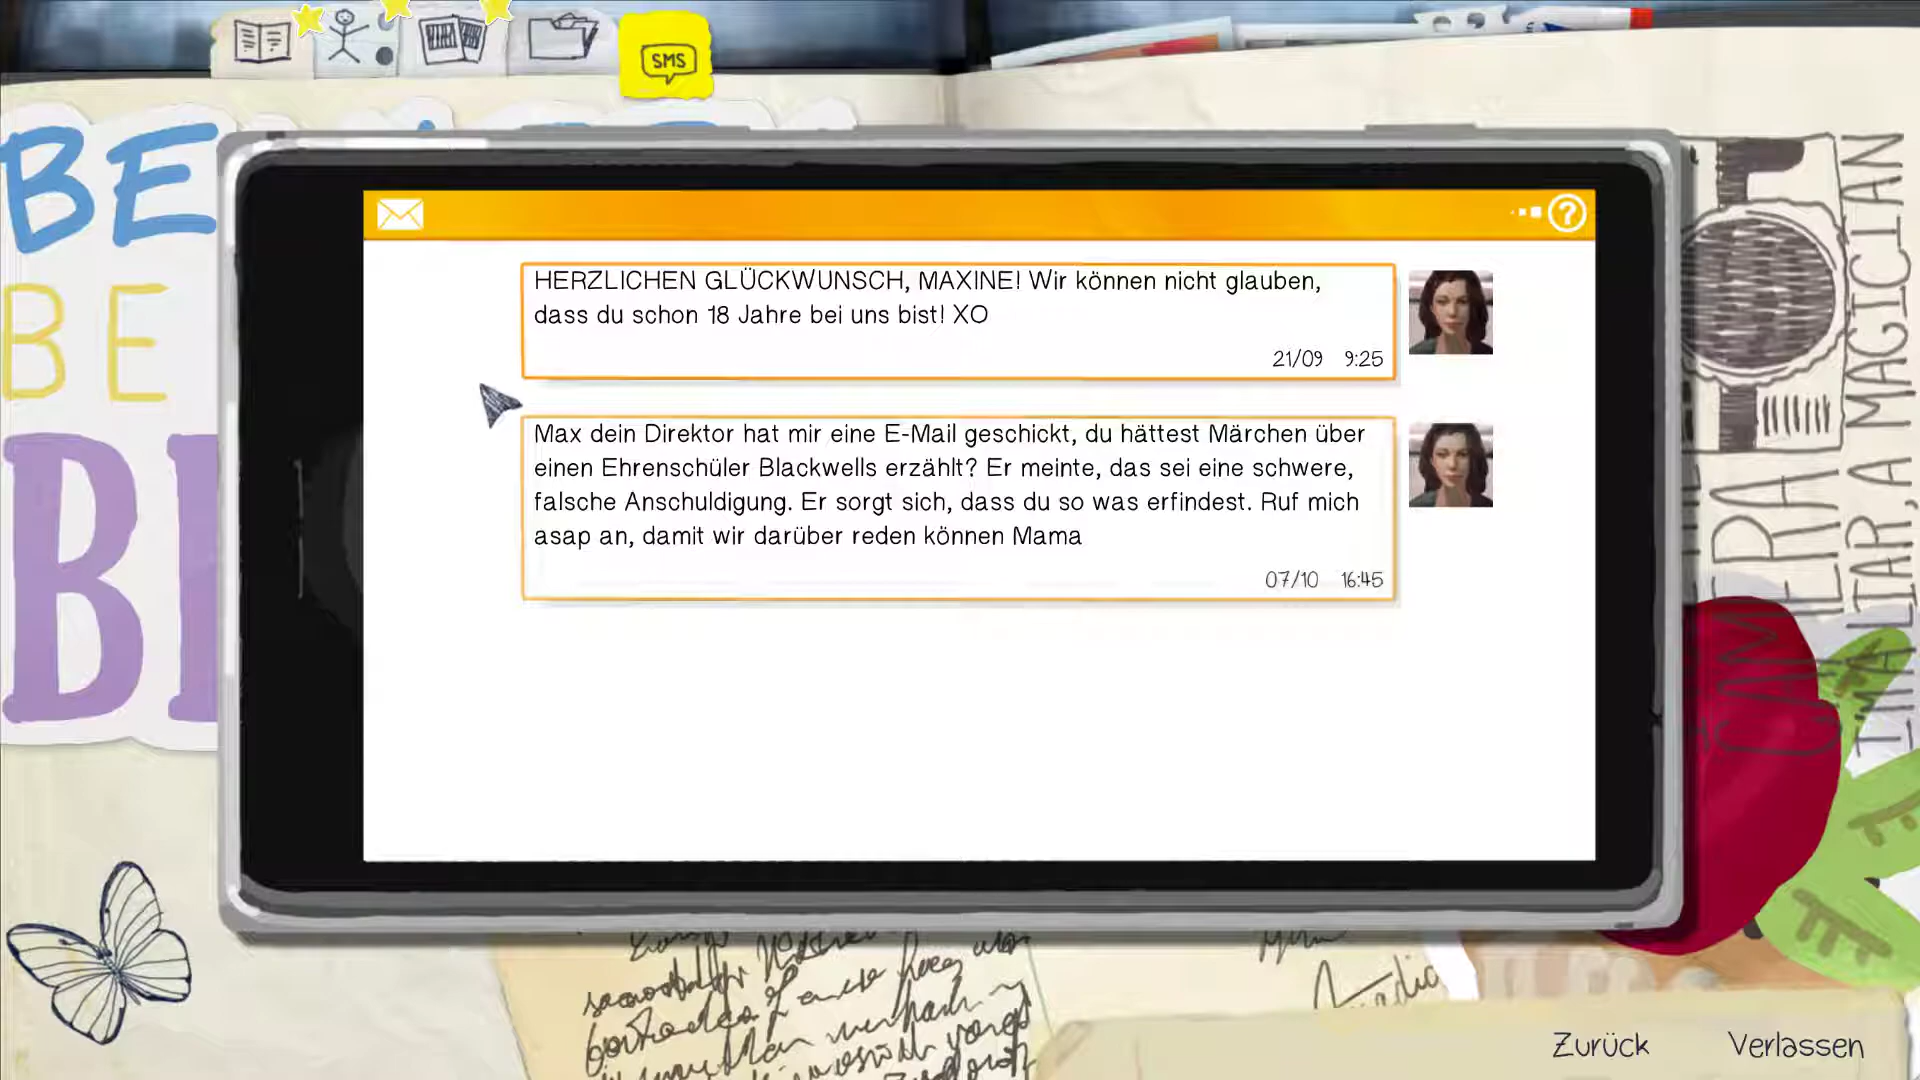 SMS
BE
BE
HERZLICHEN GLÜCKWUNSCH, MAXINE! Wir können nicht glauben,
dass du schon 18 Jahre bei uns bist! XO
21/09 9:25
Max dein Direktor hat mir eine E-Mail geschickt, du hättest Märchen über
einen Ehrenschüler Blackwells erzählt? Er meinte, das sei eine schwere,
falsche Anschuldigung. Er sorgt sich, dass du so was erfindest. Ruf mich
asap an, damit wir darüber reden können Mama
07/10 16:45
A MAGICIAN
LIAR, A
Zurück Verlassen